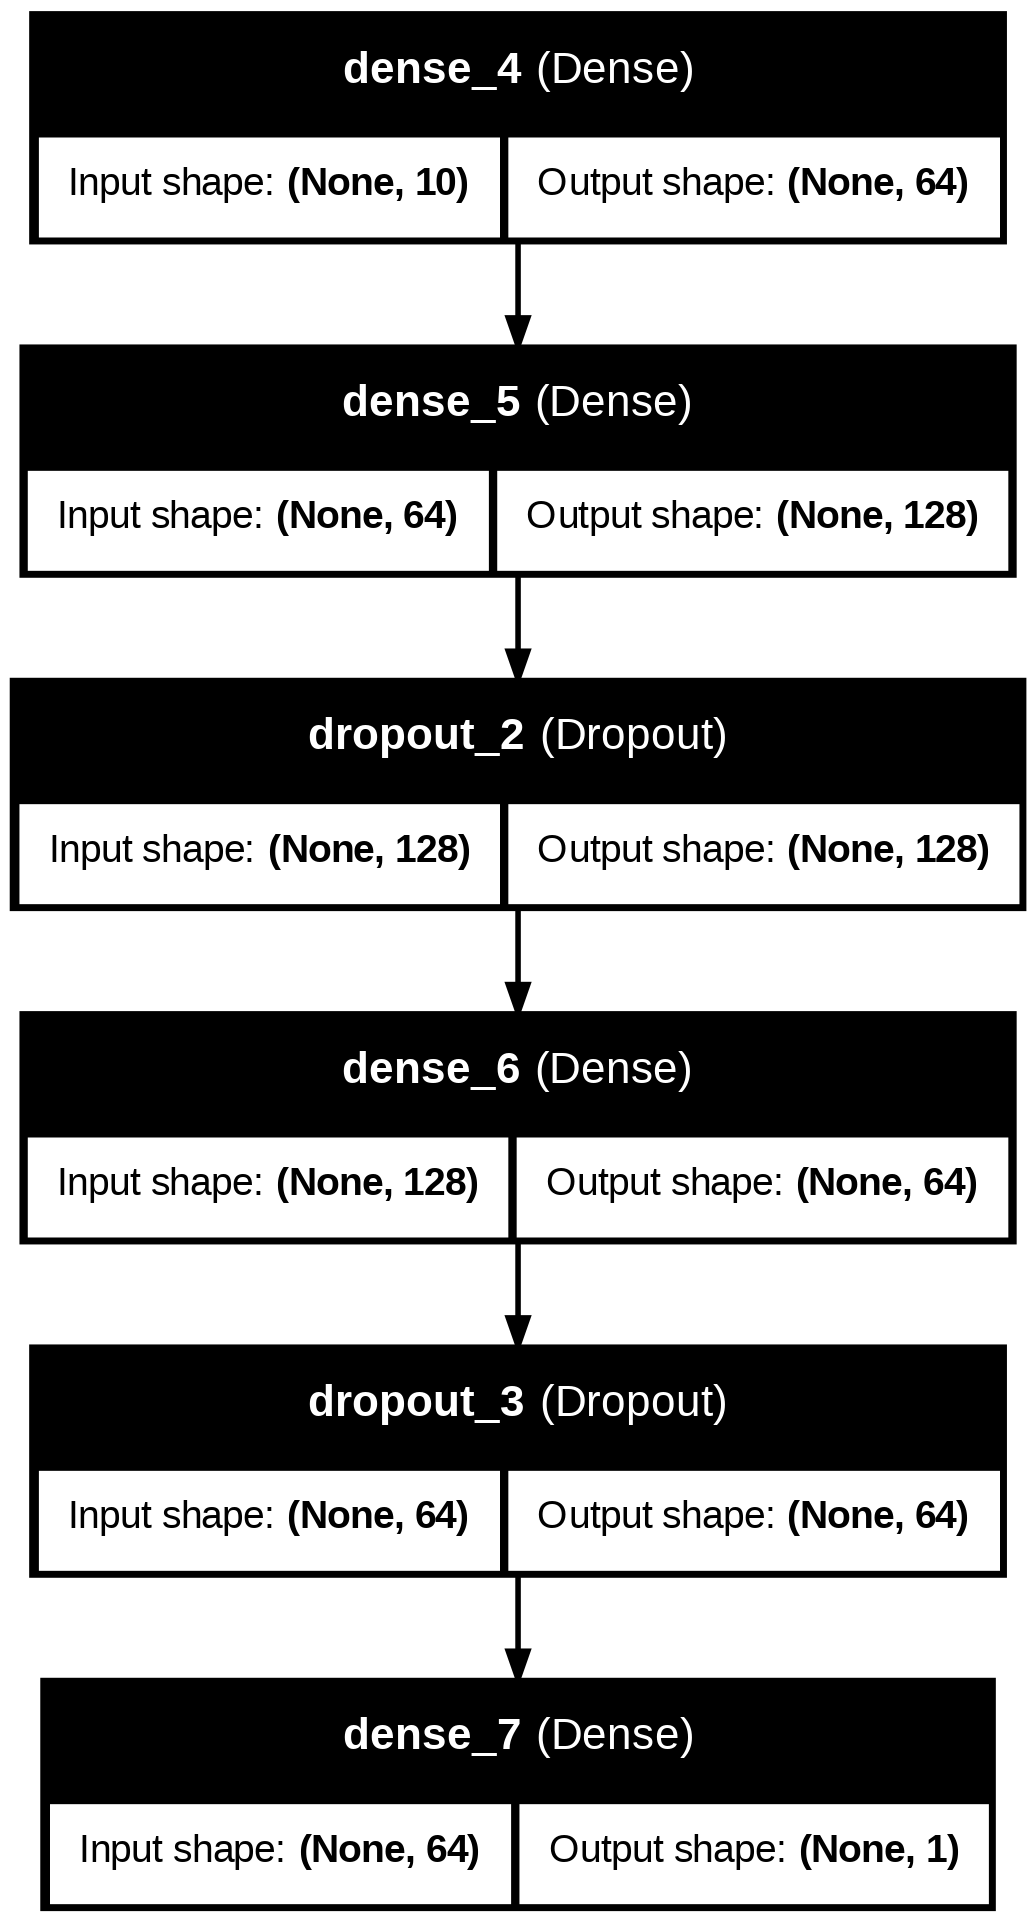 dense_4 (Dense)
Input shape: (None, 10) Output shape: (None, 64)
dense_5 (Dense)
Input shape: (None, 64) Output shape: (None, 128)
dropout_2 (Dropout)
Input shape: (None, 128) Output shape: (None, 128)
dense_6 (Dense)
Input shape: (None, 128) Output shape: (None, 64)
dropout_3 (Dropout)
Input shape: (None, 64) Output shape: (None, 64)
dense_7 (Dense)
Input shape: (None, 64) Output shape: (None, 1)